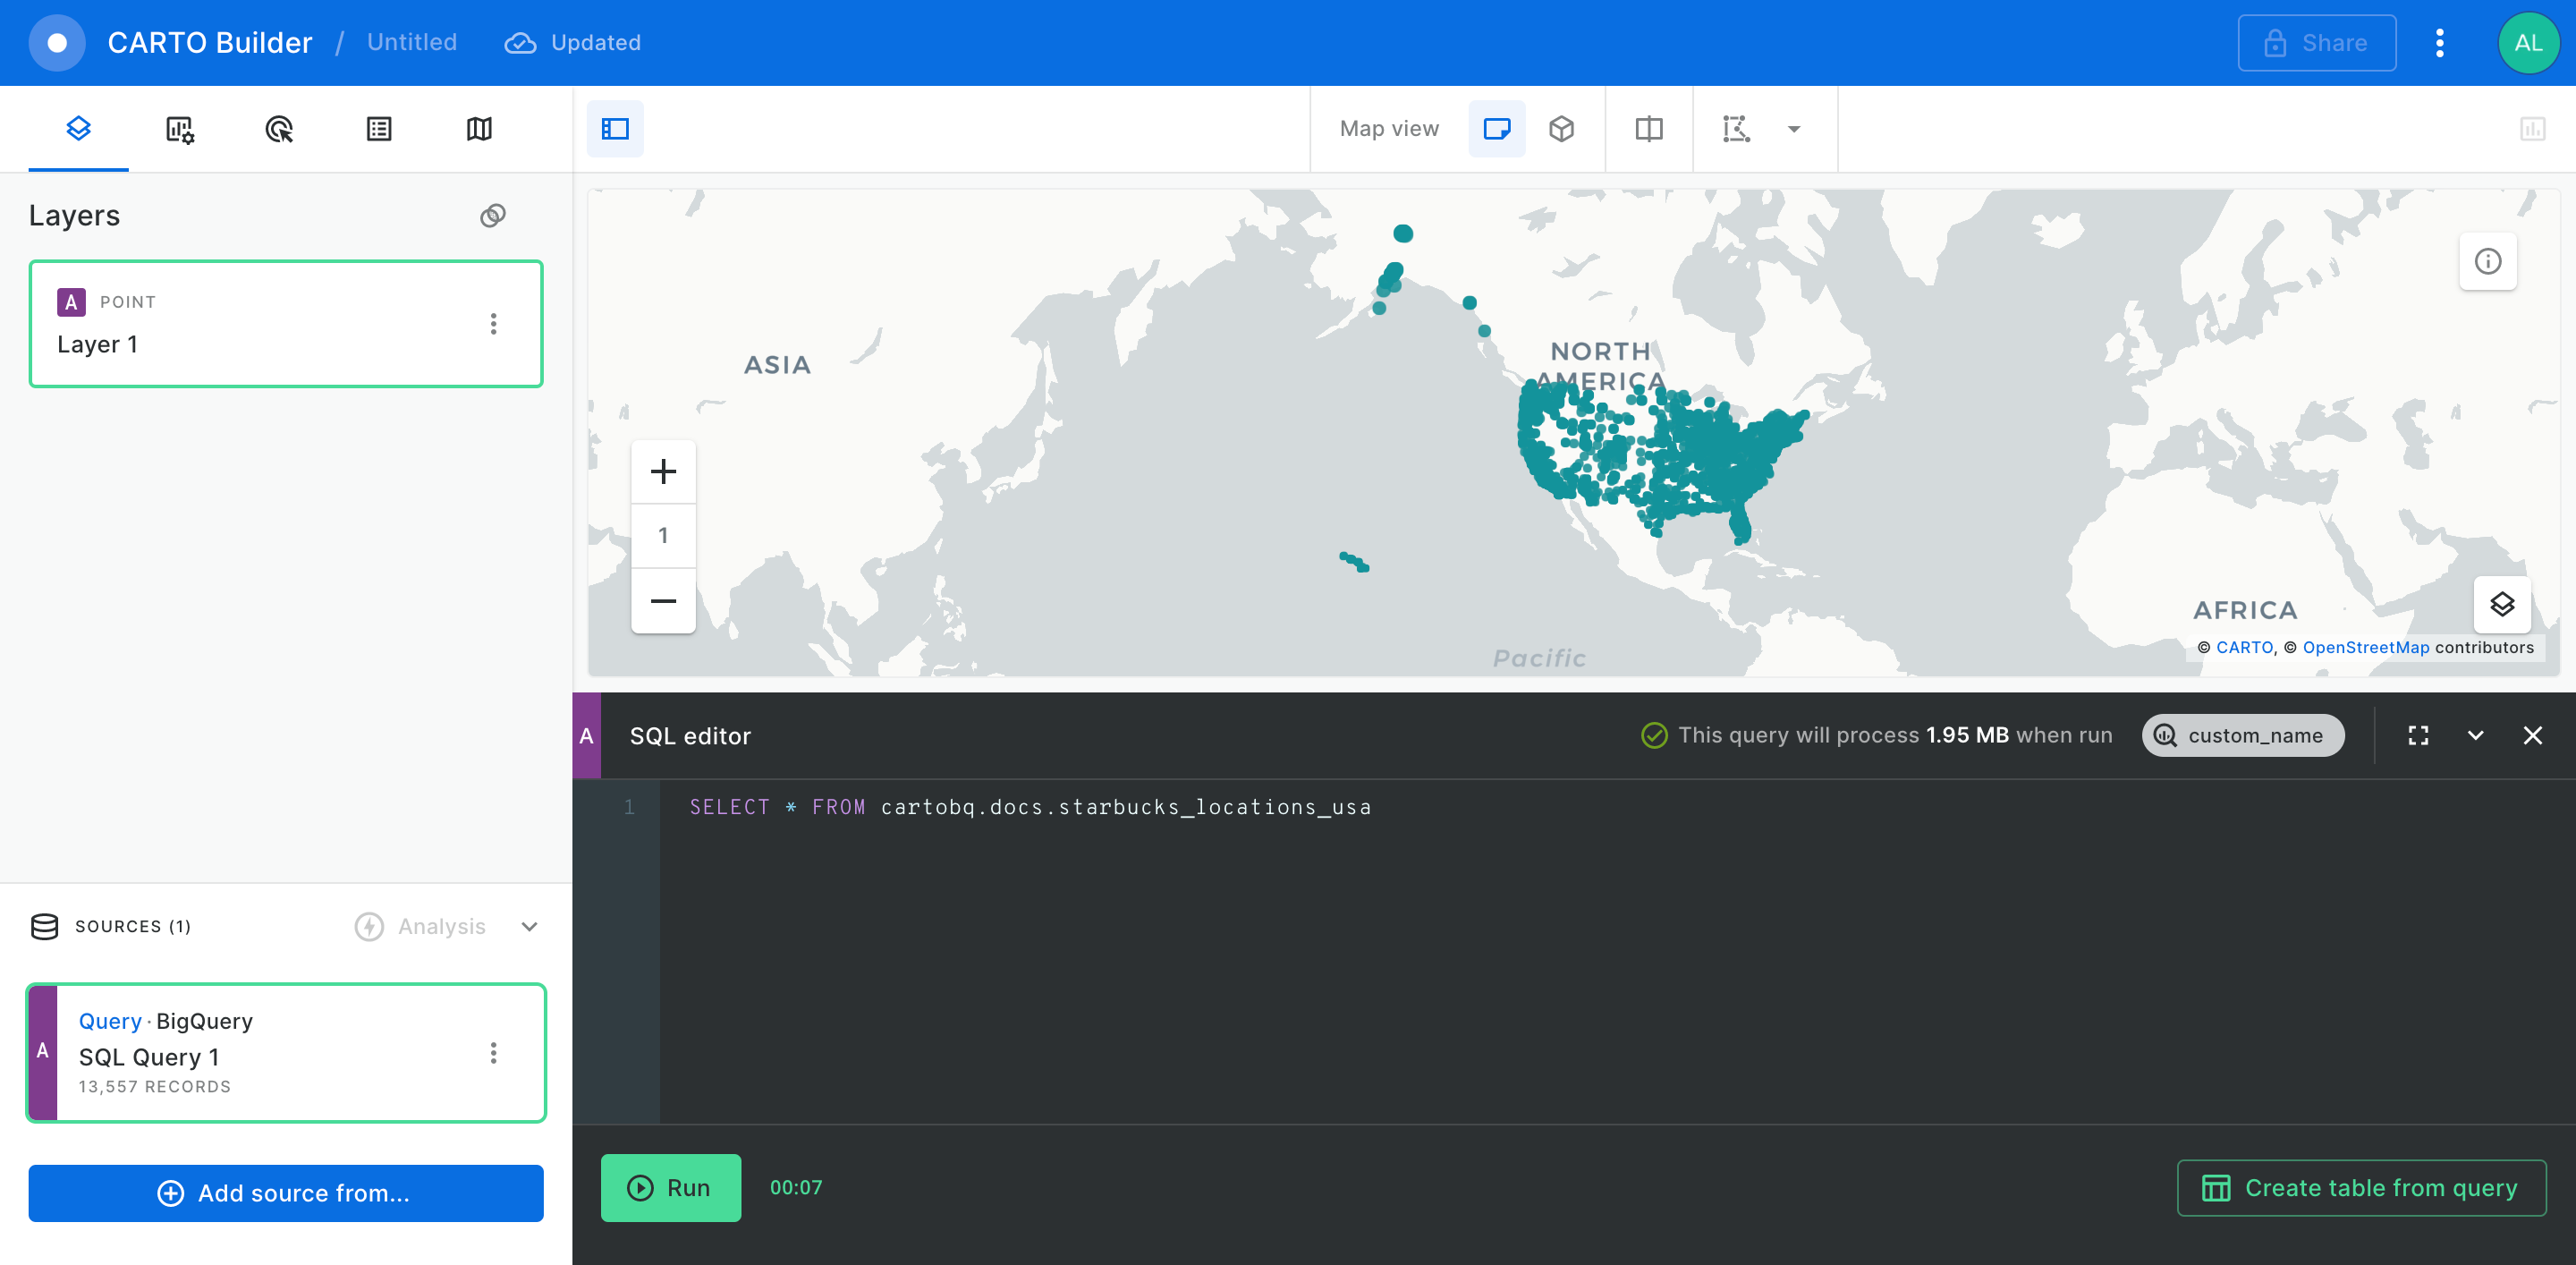 CARTO Builder / Untitled Updated Share AL
Map view
Layers
A POINT
Layer 1
ASIA
NORTH
AMERICA
AFRICA
Pacific
1
© CARTO, © OpenStreetMap contributors
A SQL editor This query will process 1.95 MB when run custom_name
1 SELECT * FROM cartobq.docs.starbucks_locations_usa
SOURCES (1) Analysis
A
Query · BigQuery
SQL Query 1
13,557 RECORDS
Add source from...
Run 00:07 Create table from query